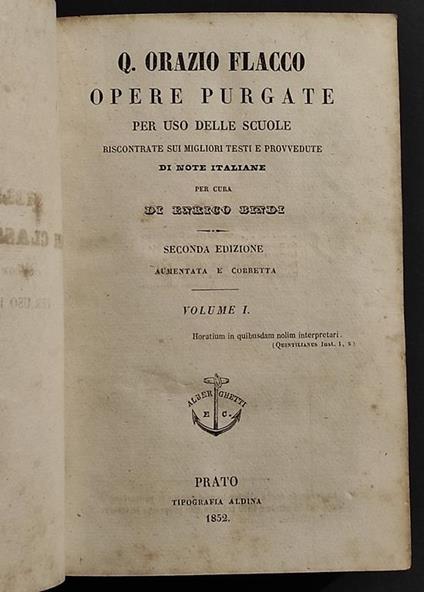 Q. ORAZIO FLACCO
OPERE PURGATE
PER USO DELLE SCUOLE
RISCONTRATE SUI MIGLIORI TESTI E PROVVEDUTE
DI NOTE ITALIANE
PER CURA
DI ENRICO BINDI
SECONDA EDIZIONE
AUMENTATA E CORRETTA
VOLUME I.
Horatium in quibusdam nolim interpretari.
(QUINTILIANUS Inst. 1, 8)
ALBERGHETTI
E C.
PRATO
TIPOGRAFIA ALDINA
1852.